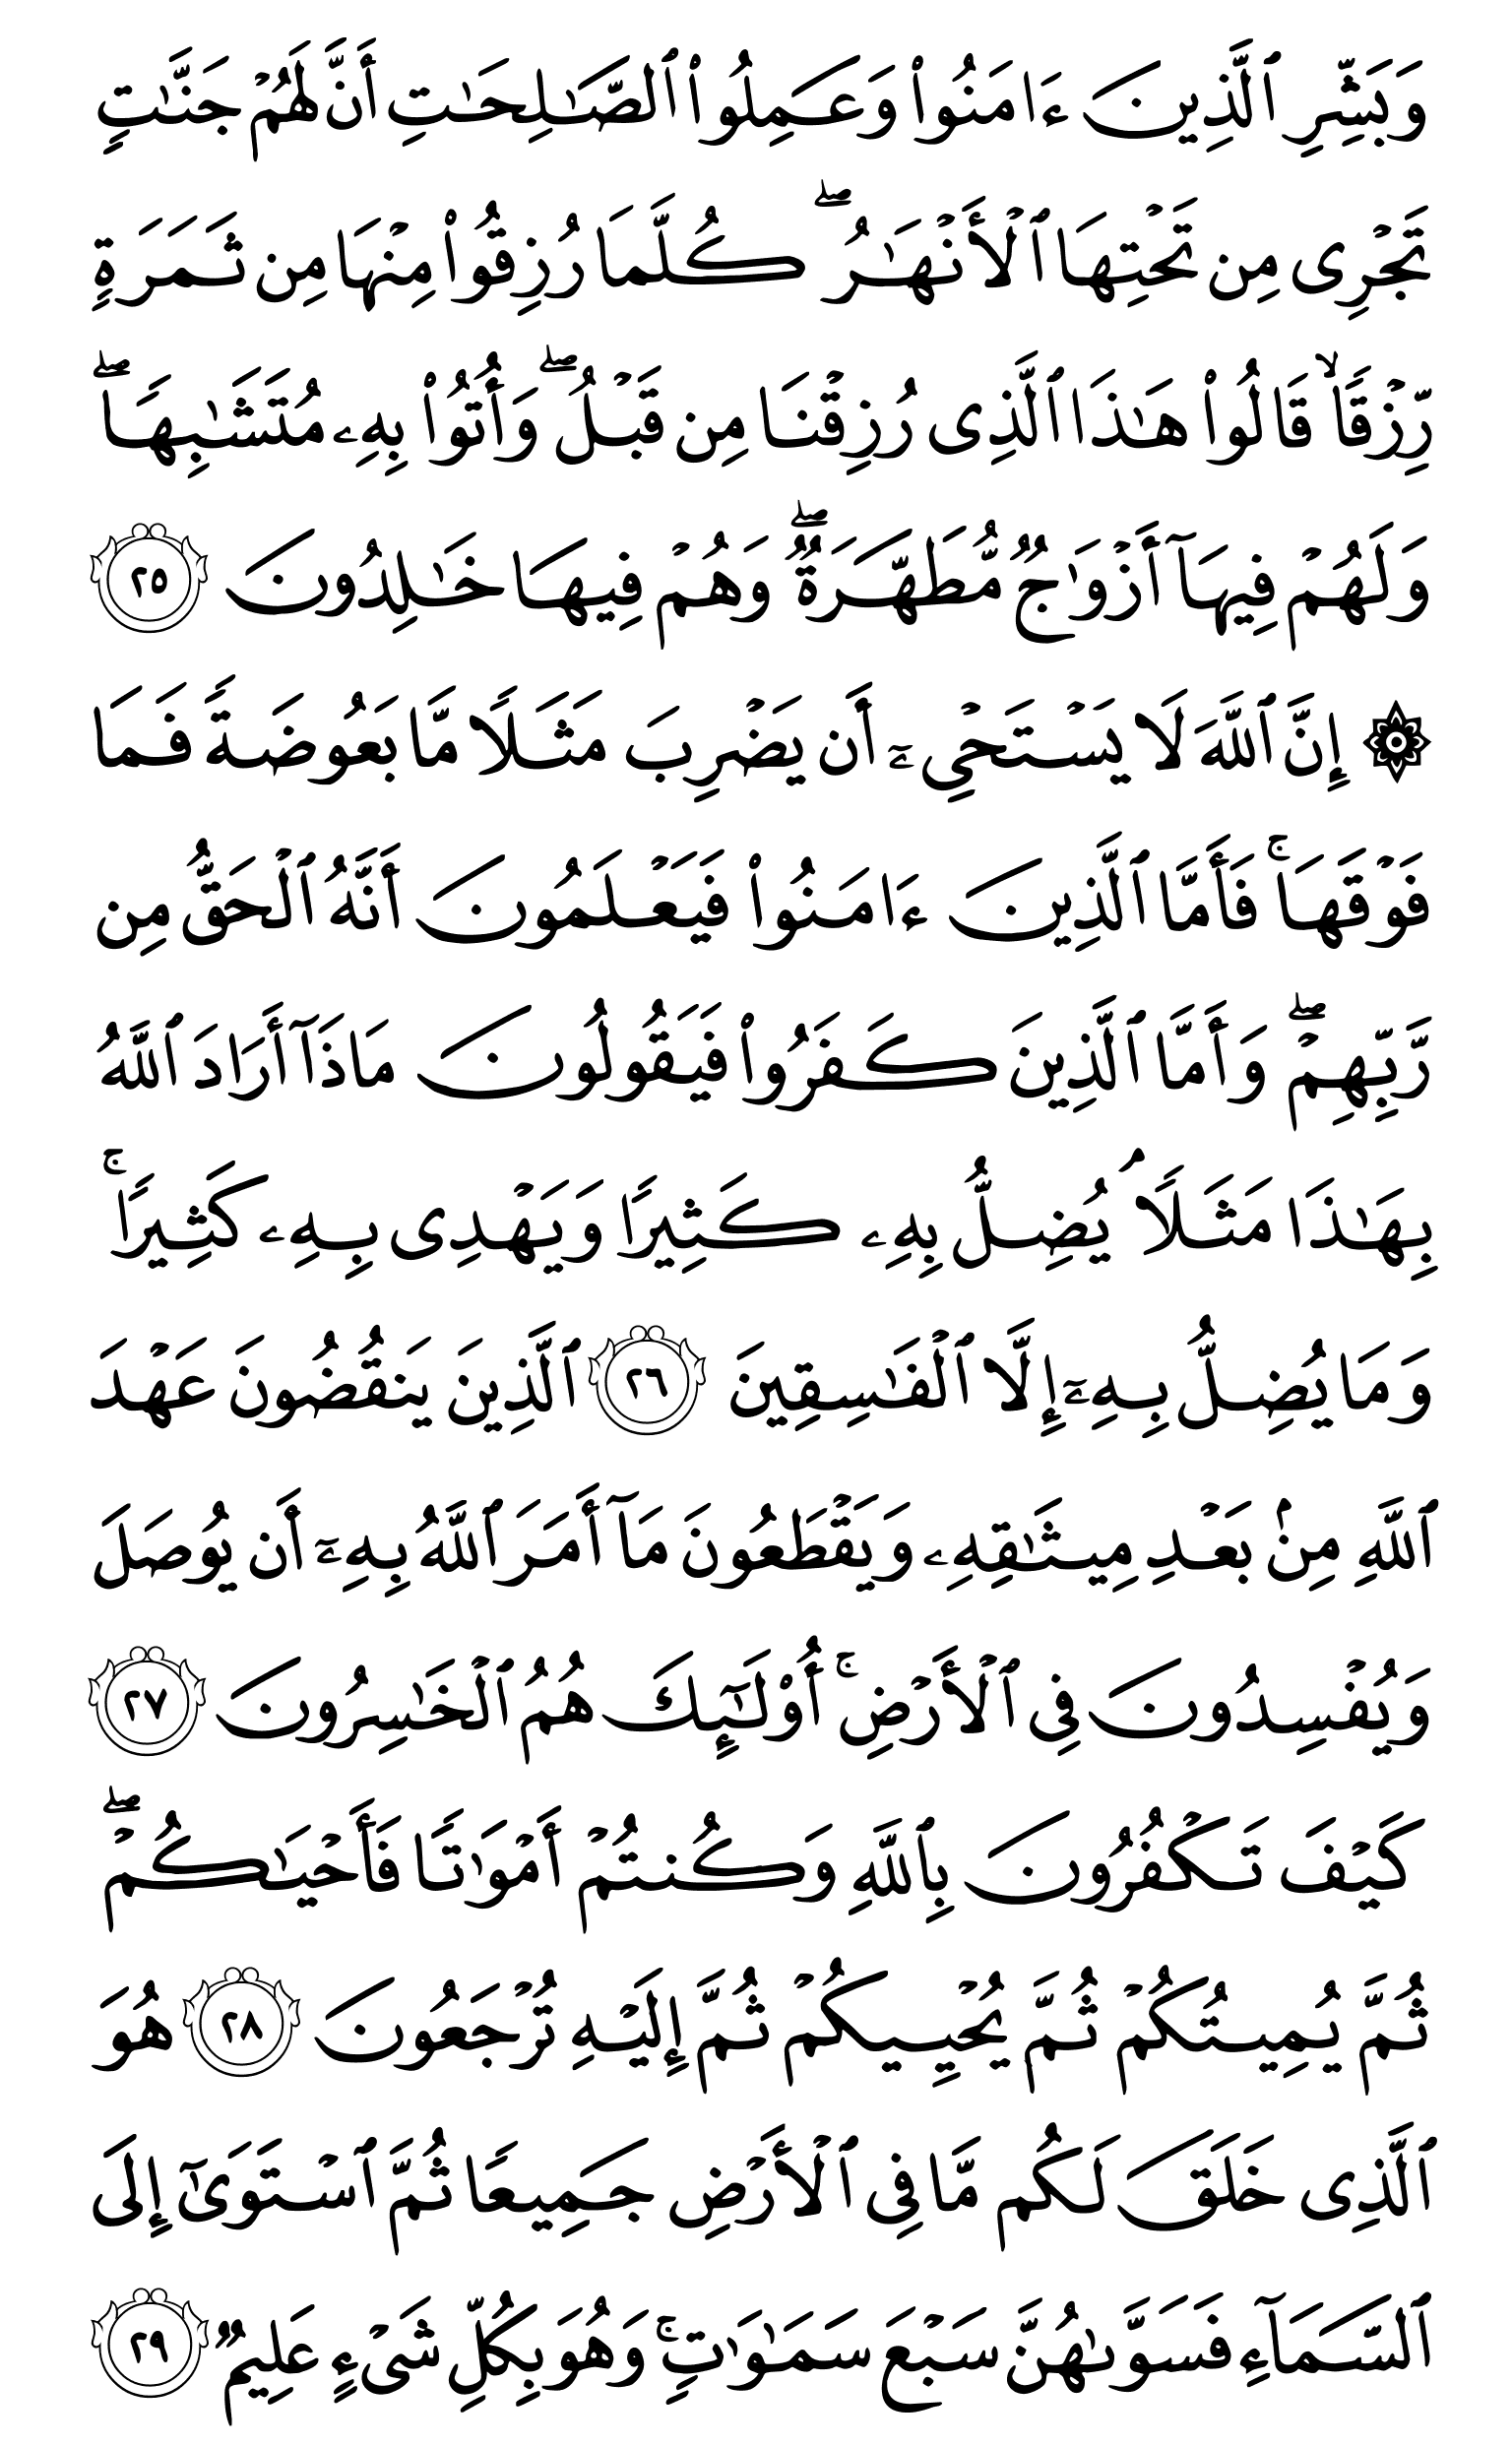 وَبَشِّرِ ٱلَّذِينَ ءَامَنُوا۟ وَعَمِلُوا۟ ٱلصَّـٰلِحَـٰتِ أَنَّ لَهُمْ جَنَّـٰتٍ
تَجْرِى مِن تَحْتِهَا ٱلْأَنْهَـٰرُ ۖ كُلَّمَا رُزِقُوا۟ مِنْهَا مِن ثَمَرَةٍ
رِّزْقًا ۙ قَالُوا۟ هَـٰذَا ٱلَّذِى رُزِقْنَا مِن قَبْلُ ۖ وَأُتُوا۟ بِهِۦ مُتَشَـٰبِهًا ۖ
وَلَهُمْ فِيهَآ أَزْوَٰجٌ مُّطَهَّرَةٌ ۖ وَهُمْ فِيهَا خَـٰلِدُونَ ٢٥
۞ إِنَّ ٱللَّهَ لَا يَسْتَحْىِۦٓ أَن يَضْرِبَ مَثَلًا مَّا بَعُوضَةً فَمَا
فَوْقَهَا ۚ فَأَمَّا ٱلَّذِينَ ءَامَنُوا۟ فَيَعْلَمُونَ أَنَّهُ ٱلْحَقُّ مِن
رَّبِّهِمْ ۖ وَأَمَّا ٱلَّذِينَ كَفَرُوا۟ فَيَقُولُونَ مَاذَآ أَرَادَ ٱللَّهُ
بِهَـٰذَا مَثَلًا ۘ يُضِلُّ بِهِۦ كَثِيرًا وَيَهْدِى بِهِۦ كَثِيرًا ۚ
وَمَا يُضِلُّ بِهِۦٓ إِلَّا ٱلْفَـٰسِقِينَ ٢٦ ٱلَّذِينَ يَنقُضُونَ عَهْدَ
ٱللَّهِ مِنۢ بَعْدِ مِيثَـٰقِهِۦ وَيَقْطَعُونَ مَآ أَمَرَ ٱللَّهُ بِهِۦٓ أَن يُوصَلَ
وَيُفْسِدُونَ فِى ٱلْأَرْضِ ۚ أُو۟لَـٰٓئِكَ هُمُ ٱلْخَـٰسِرُونَ ٢٧
كَيْفَ تَكْفُرُونَ بِٱللَّهِ وَكُنتُمْ أَمْوَٰتًا فَأَحْيَـٰكُمْ ۖ
ثُمَّ يُمِيتُكُمْ ثُمَّ يُحْيِيكُمْ ثُمَّ إِلَيْهِ تُرْجَعُونَ ٢٨ هُوَ
ٱلَّذِى خَلَقَ لَكُم مَّا فِى ٱلْأَرْضِ جَمِيعًا ثُمَّ ٱسْتَوَىٰٓ إِلَى
ٱلسَّمَآءِ فَسَوَّىٰهُنَّ سَبْعَ سَمَـٰوَٰتٍ ۚ وَهُوَ بِكُلِّ شَىْءٍ عَلِيمٌ ٢٩